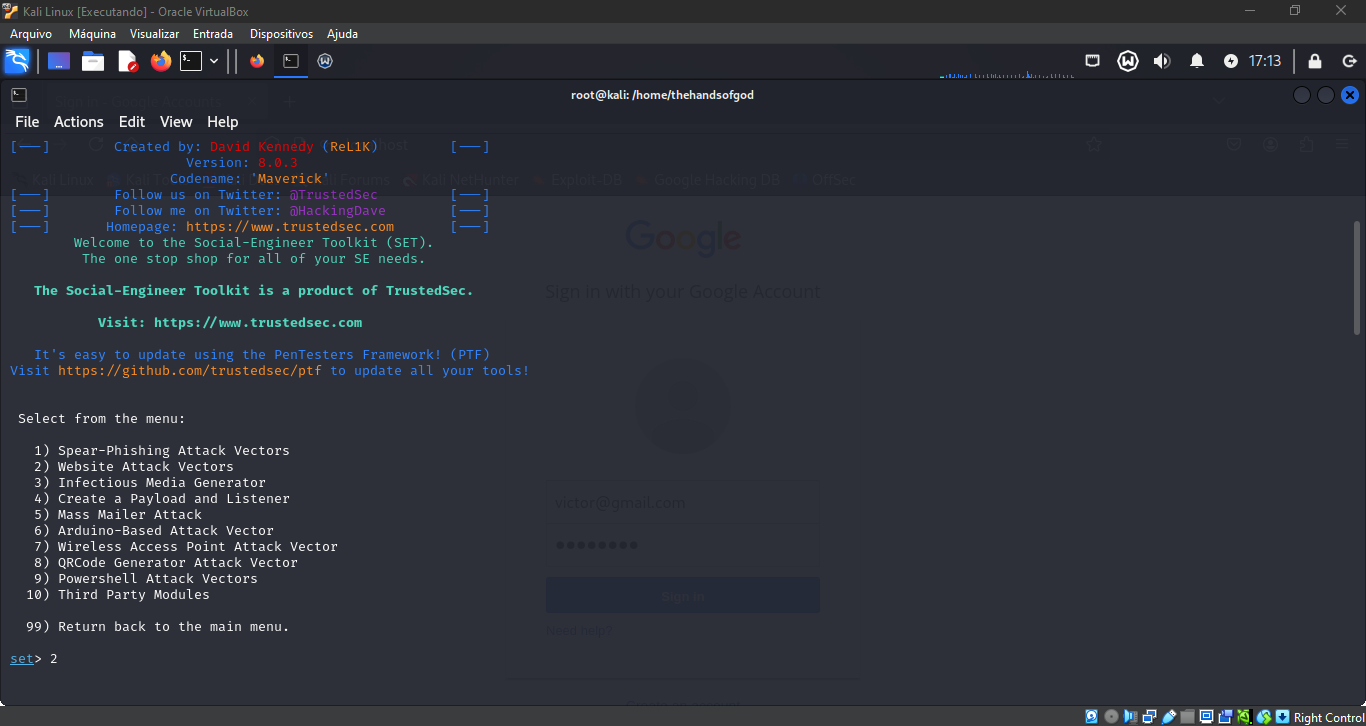 Kali Linux [Executando] - Oracle VirtualBox
Arquivo Máquina Visualizar Entrada Dispositivos Ajuda
17:13
root@kali: /home/thehandsofgod
File Actions Edit View Help
[---] Created by: David Kennedy (ReL1K) [---]
Version: 8.0.3
Codename: 'Maverick'
[---] Follow us on Twitter: @TrustedSec [---]
[---] Follow me on Twitter: @HackingDave [---]
[---] Homepage: https://www.trustedsec.com [---]
Welcome to the Social-Engineer Toolkit (SET).
The one stop shop for all of your SE needs.
The Social-Engineer Toolkit is a product of TrustedSec.
Visit: https://www.trustedsec.com
It's easy to update using the PenTesters Framework! (PTF)
Visit https://github.com/trustedsec/ptf to update all your tools!
Select from the menu:
1) Spear-Phishing Attack Vectors
2) Website Attack Vectors
3) Infectious Media Generator
4) Create a Payload and Listener
5) Mass Mailer Attack
6) Arduino-Based Attack Vector
7) Wireless Access Point Attack Vector
8) QRCode Generator Attack Vector
9) Powershell Attack Vectors
10) Third Party Modules
99) Return back to the main menu.
set> 2
Sign in - Google Accounts
Kali Linux Forums Kali NetHunter Exploit-DB Google Hacking DB OffSec
Google
Sign in with your Google Account
victor@gmail.com
Sign in
Need help?
Right Control